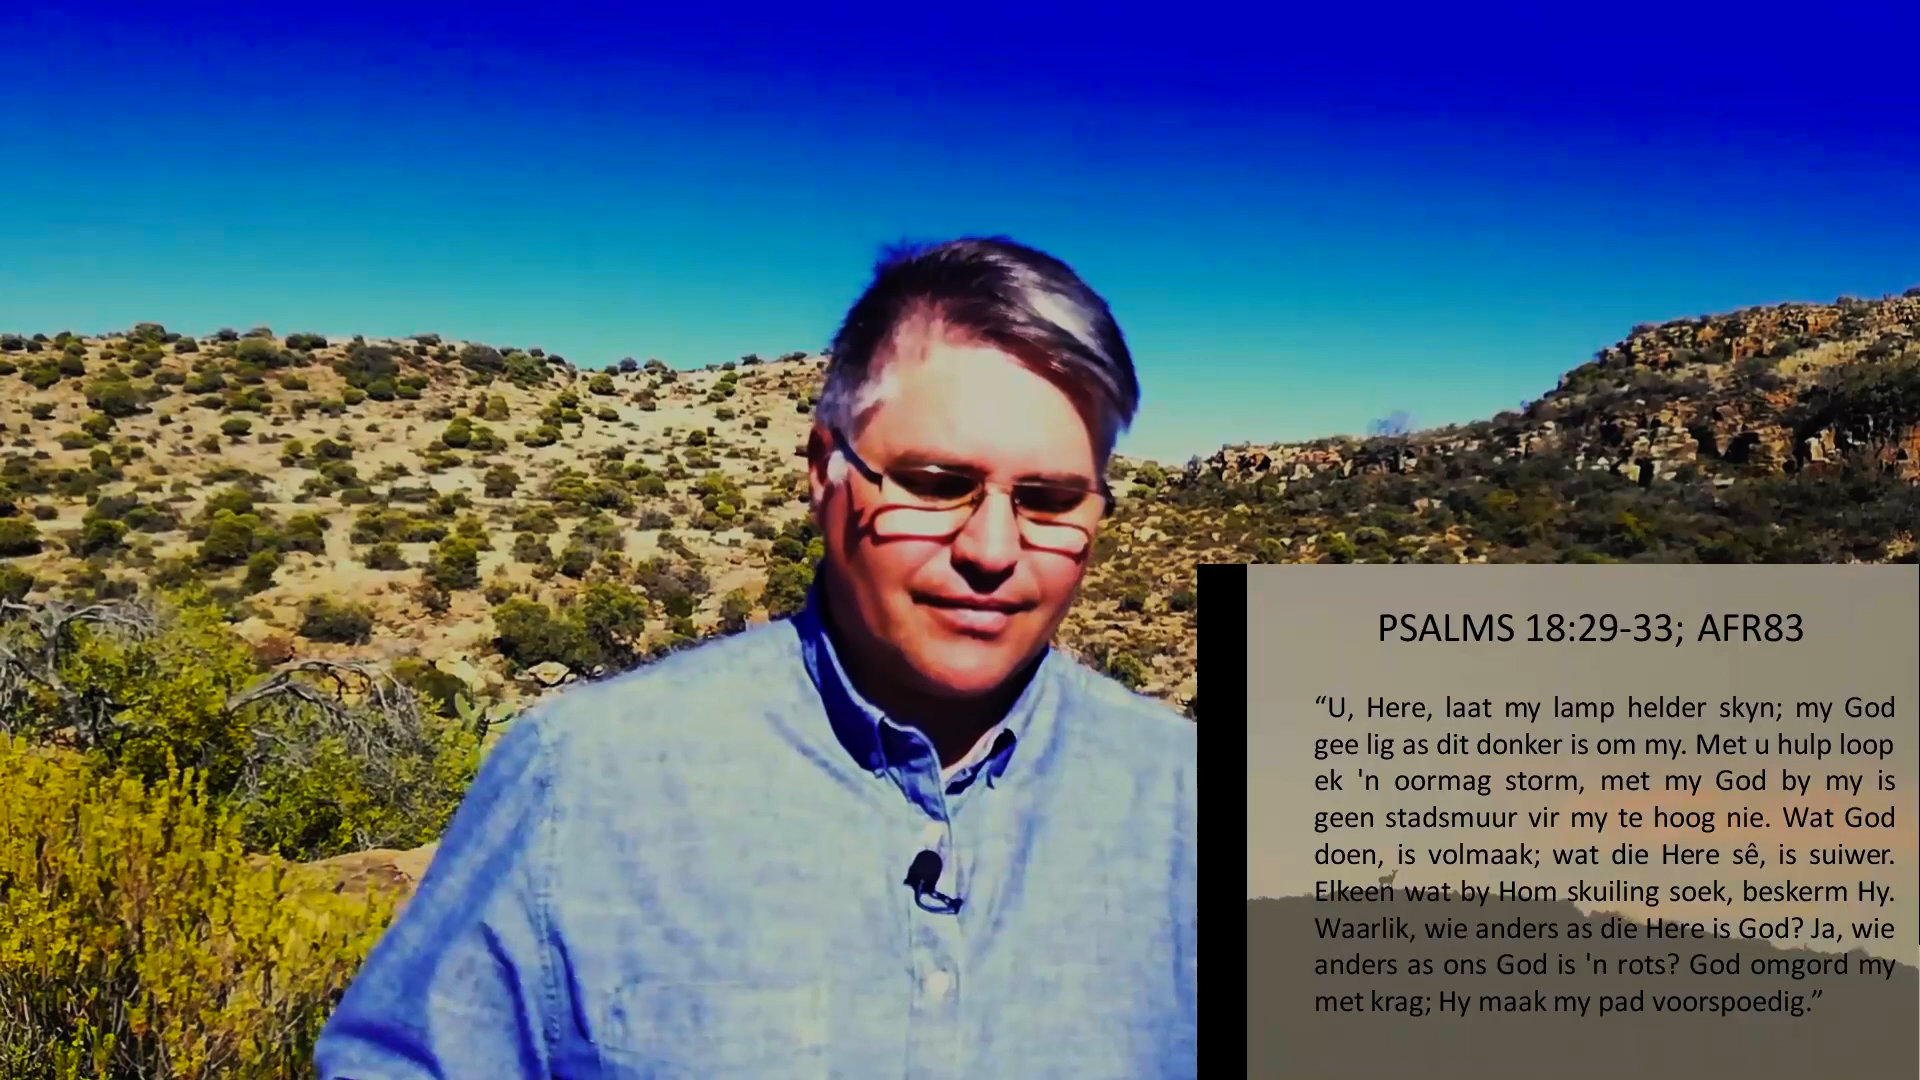 PSALMS 18:29-33; AFR83
“U, Here, laat my lamp helder skyn; my God
gee lig as dit donker is om my. Met u hulp loop
ek 'n oormag storm, met my God by my is
geen stadsmuur vir my te hoog nie. Wat God
doen, is volmaak; wat die Here sê, is suiwer.
Elkeen wat by Hom skuiling soek, beskerm Hy.
Waarlik, wie anders as die Here is God? Ja, wie
anders as ons God is 'n rots? God omgord my
met krag; Hy maak my pad voorspoedig.”